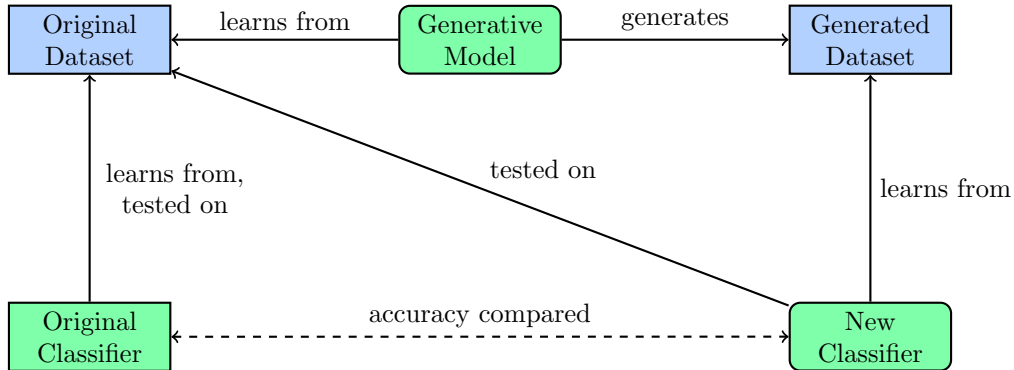 Original
Dataset
learns from
Generative
Model
generates
Generated
Dataset
learns from,
tested on
tested on
learns from
Original
Classifier
accuracy compared
New
Classifier